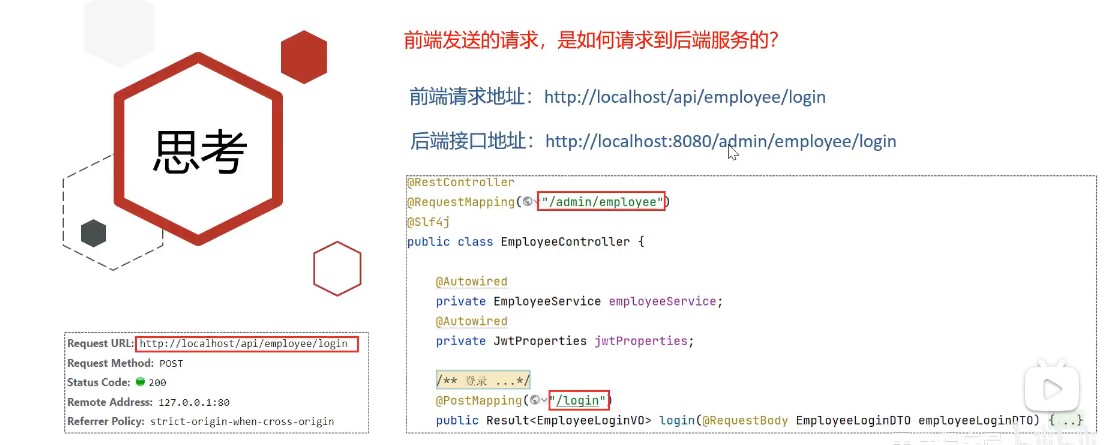 思考
前端发送的请求，是如何请求到后端服务的？
前端请求地址：http://localhost/api/employee/login
后端接口地址：http://localhost:8080/admin/employee/login
@RestController
@RequestMapping("/admin/employee")
@Slf4j
public class EmployeeController {
@Autowired
private EmployeeService employeeService;
@Autowired
private JwtProperties jwtProperties;
/** 登录 ...*/
@PostMapping("/login")
public Result<EmployeeLoginVO> login(@RequestBody EmployeeLoginDTO employeeLoginDTO) {...}
Request URL: http://localhost/api/employee/login
Request Method: POST
Status Code: 200
Remote Address: 127.0.0.1:80
Referrer Policy: strict-origin-when-cross-origin